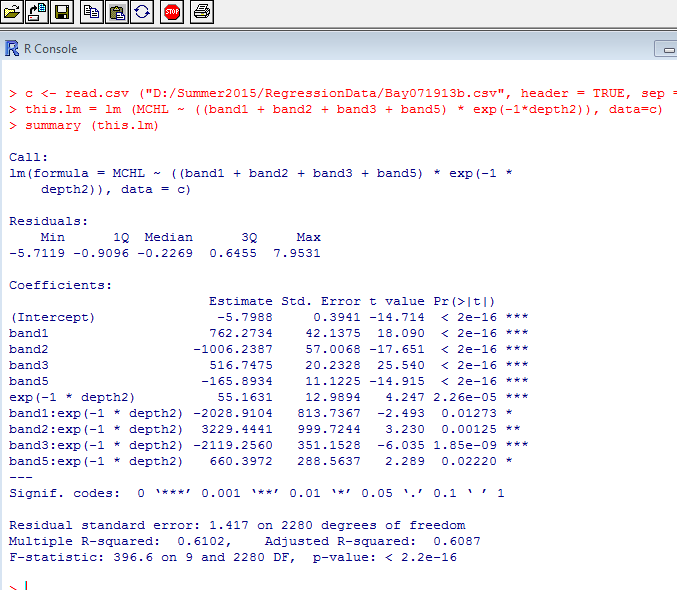 STOP
R Console
> c <- read.csv ("D:/Summer2015/RegressionData/Bay071913b.csv", header = TRUE, sep =
> this.lm = lm (MCHL ~ ((band1 + band2 + band3 + band5) * exp(-1*depth2)), data=c)
> summary (this.lm)
Call:
lm(formula = MCHL ~ ((band1 + band2 + band3 + band5) * exp(-1 *
    depth2)), data = c)
Residuals:
    Min      1Q  Median      3Q     Max
-5.7119 -0.9096 -0.2269  0.6455  7.9531
Coefficients:
                         Estimate Std. Error t value Pr(>|t|)
(Intercept)               -5.7988     0.3941 -14.714  < 2e-16 ***
band1                    762.2734    42.1375  18.090  < 2e-16 ***
band2                  -1006.2387    57.0068 -17.651  < 2e-16 ***
band3                    516.7475    20.2328  25.540  < 2e-16 ***
band5                   -165.8934    11.1225 -14.915  < 2e-16 ***
exp(-1 * depth2)          55.1631    12.9894   4.247 2.26e-05 ***
band1:exp(-1 * depth2) -2028.9104   813.7367  -2.493  0.01273 *
band2:exp(-1 * depth2)  3229.4441   999.7244   3.230  0.00125 **
band3:exp(-1 * depth2) -2119.2560   351.1528  -6.035 1.85e-09 ***
band5:exp(-1 * depth2)   660.3972   288.5637   2.289  0.02220 *
---
Signif. codes:  0 ‘***’ 0.001 ‘**’ 0.01 ‘*’ 0.05 ‘.’ 0.1 ‘ ’ 1
Residual standard error: 1.417 on 2280 degrees of freedom
Multiple R-squared:  0.6102,    Adjusted R-squared:  0.6087
F-statistic: 396.6 on 9 and 2280 DF,  p-value: < 2.2e-16
>